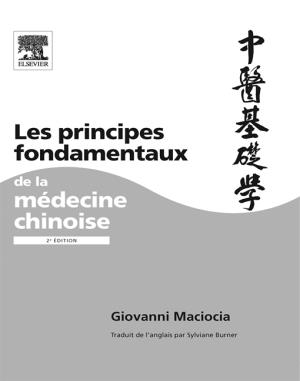 ELSEVIER
Les principes
fondamentaux
de la
médecine
chinoise
2e ÉDITION
中醫基礎學
Giovanni Maciocia
Traduit de l'anglais par Sylviane Burner